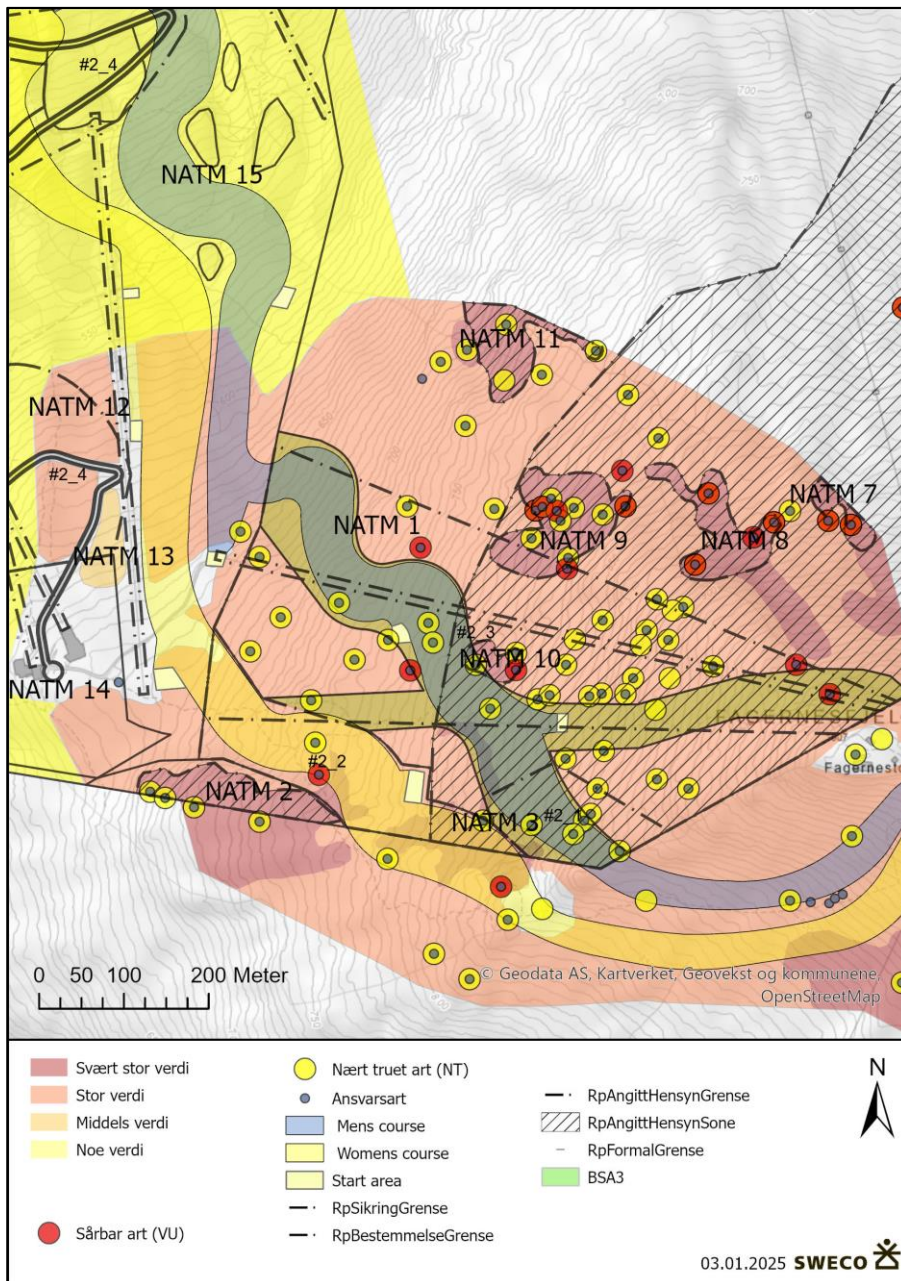 #2_4
NATM 15
700
700
750
NATM 11
NATM 12
#2_4
NATM 1
NATM 7
NATM 9
NATM 8
NATM 13
#2_3
NATM 10
NATM 14
#2_2
NATM 2
NATM 3
#2_1
0 50 100 200 Meter
© Geodata AS, Kartverket, Geovekst og kommunene,
OpenStreetMap
Svært stor verdi
Stor verdi
Middels verdi
Noe verdi
Sårbar art (VU)
Nært truet art (NT)
Ansvarsart
Mens course
Womens course
Start area
RpSikringGrense
RpBestemmelseGrense
RpAngittHensynGrense
RpAngittHensynSone
RpFormalGrense
BSA3
N
03.01.2025 SWECO